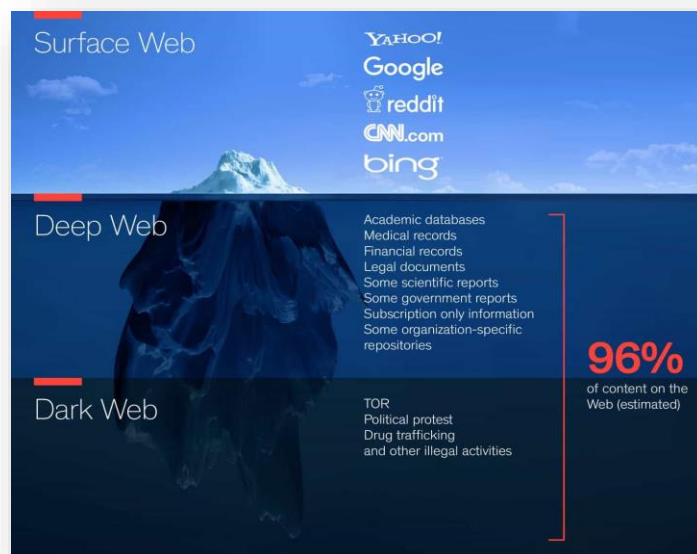 Surface Web
YAHOO!
Google
reddit
CNN.com
bing
Deep Web
Academic databases
Medical records
Financial records
Legal documents
Some scientific reports
Some government reports
Subscription only information
Some organization-specific
repositories
96%
of content on the
Web (estimated)
Dark Web
TOR
Political protest
Drug trafficking
and other illegal activities